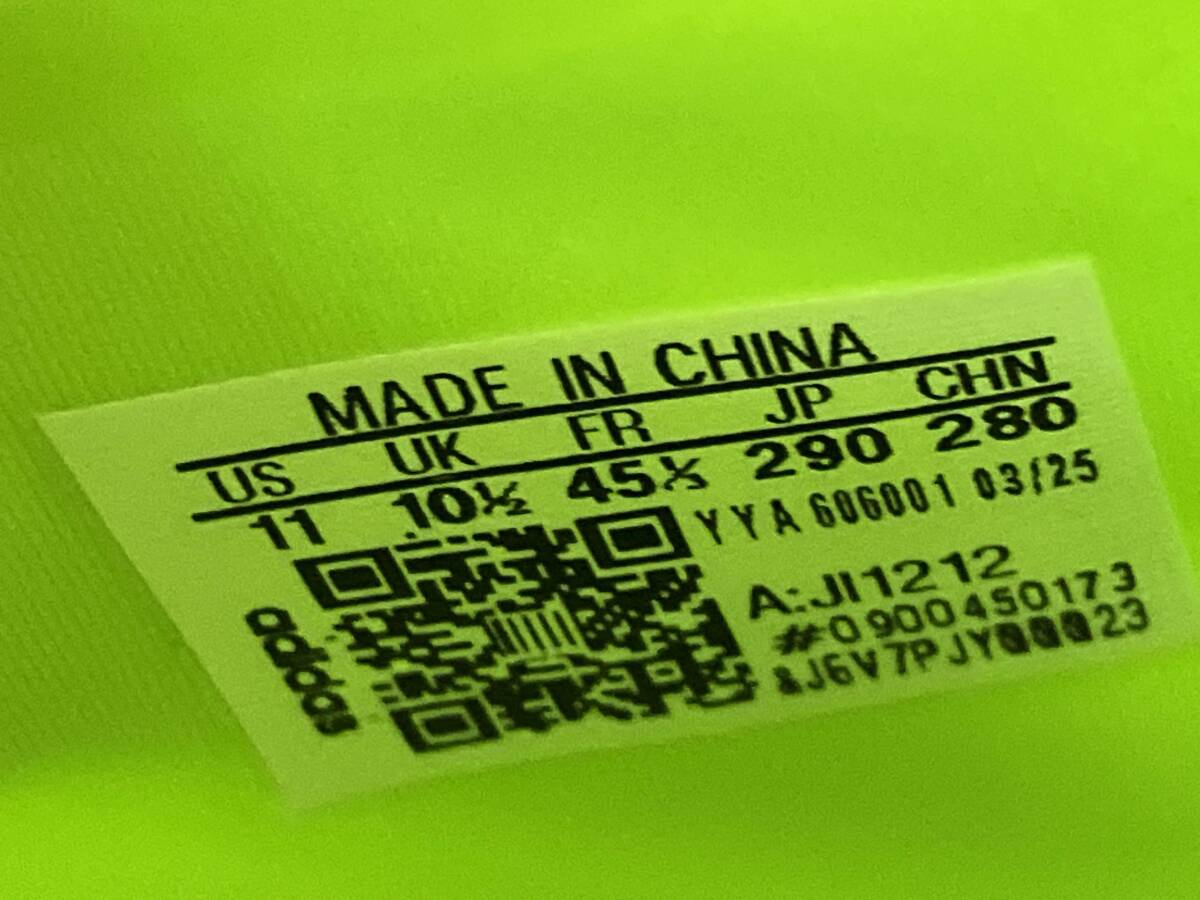 MADE IN CHINA
US UK FR JP CHN
11 10½ 45⅓ 290 280
YYA 606001 03/25
adidas
A:JI1212
#0900450173
&J6V7PJY00023